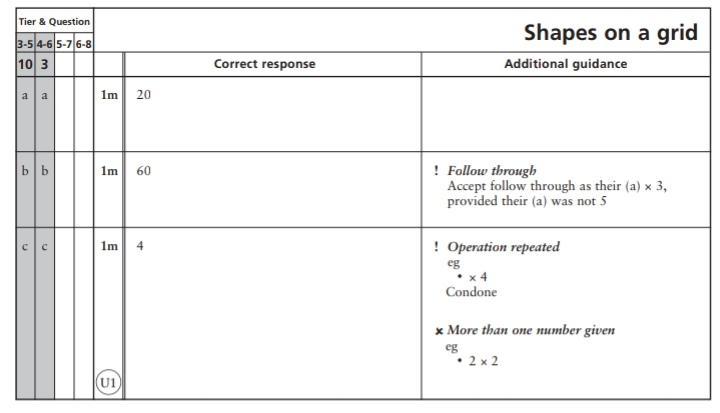 Tier & Question
Shapes on a grid
3-5 4-6 5-7 6-8
10 3 Correct response Additional guidance
a a 1m 20
b b 1m 60 ! Follow through
Accept follow through as their (a) × 3,
provided their (a) was not 5
c c 1m 4 ! Operation repeated
eg
• × 4
Condone
✘ More than one number given
eg
• 2 × 2
U1